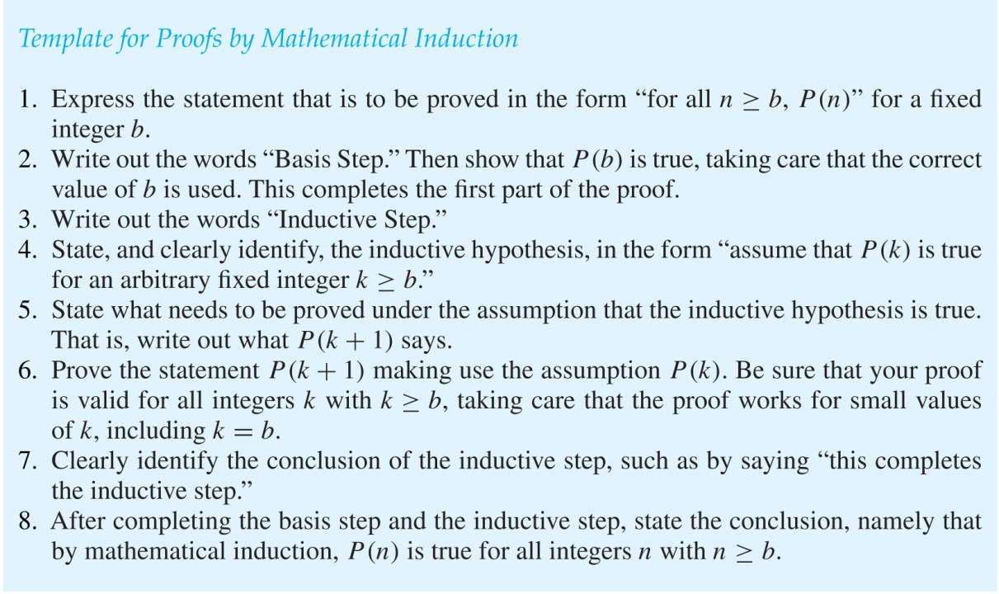 Template for Proofs by Mathematical Induction
1. Express the statement that is to be proved in the form “for all n ≥ b, P(n)” for a fixed
integer b.
2. Write out the words “Basis Step.” Then show that P(b) is true, taking care that the correct
value of b is used. This completes the first part of the proof.
3. Write out the words “Inductive Step.”
4. State, and clearly identify, the inductive hypothesis, in the form “assume that P(k) is true
for an arbitrary fixed integer k ≥ b.”
5. State what needs to be proved under the assumption that the inductive hypothesis is true.
That is, write out what P(k + 1) says.
6. Prove the statement P(k + 1) making use the assumption P(k). Be sure that your proof
is valid for all integers k with k ≥ b, taking care that the proof works for small values
of k, including k = b.
7. Clearly identify the conclusion of the inductive step, such as by saying “this completes
the inductive step.”
8. After completing the basis step and the inductive step, state the conclusion, namely that
by mathematical induction, P(n) is true for all integers n with n ≥ b.